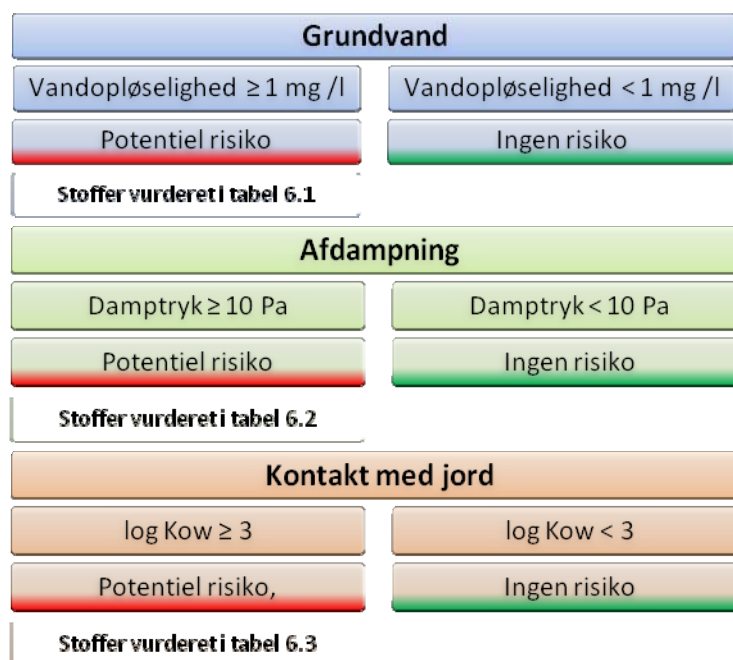 Grundvand
Vandopløselighed ≥ 1 mg /l
Vandopløselighed < 1 mg /l
Potentiel risiko
Ingen risiko
Stoffer vurderet i tabel 6.1
Afdampning
Damptryk ≥ 10 Pa
Damptryk < 10 Pa
Potentiel risiko
Ingen risiko
Stoffer vurderet i tabel 6.2
Kontakt med jord
log Kow ≥ 3
log Kow < 3
Potentiel risiko,
Ingen risiko
Stoffer vurderet i tabel 6.3